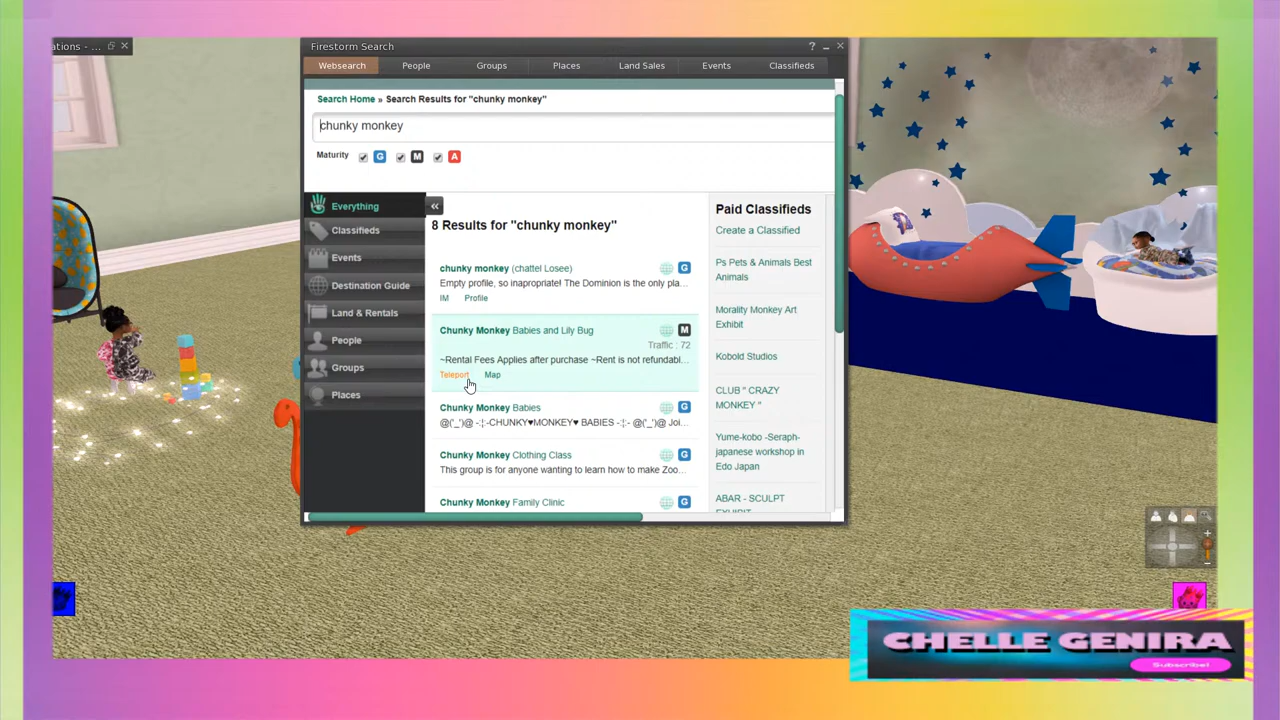 ations - ...
Firestorm Search
?
Websearch People Groups Places Land Sales Events Classifieds
Search Home » Search Results for "chunky monkey"
chunky monkey
Maturity G M A
Everything
Classifieds
Events
Destination Guide
Land & Rentals
People
Groups
Places
«
8 Results for "chunky monkey"
chunky monkey (chattel Losee) G
Empty profile, so inapropriate! The Dominion is the only pla...
IM Profile
Chunky Monkey Babies and Lily Bug M
Traffic : 72
~Rental Fees Applies after purchase ~Rent is not refundabl...
Teleport Map
Chunky Monkey Babies G
@('_')@ -:¦:-CHUNKY♥MONKEY♥ BABIES -:¦:- @('_')@ Joi...
Chunky Monkey Clothing Class G
This group is for anyone wanting to learn how to make Zoo...
Chunky Monkey Family Clinic G
Paid Classifieds
Create a Classified
Ps Pets & Animals Best
Animals
Morality Monkey Art
Exhibit
Kobold Studios
CLUB " CRAZY
MONKEY "
Yume-kobo -Seraph-
japanese workshop in
Edo Japan
ABAR - SCULPT
EXHIBIT
CHELLE GENIRA
Subscribe!